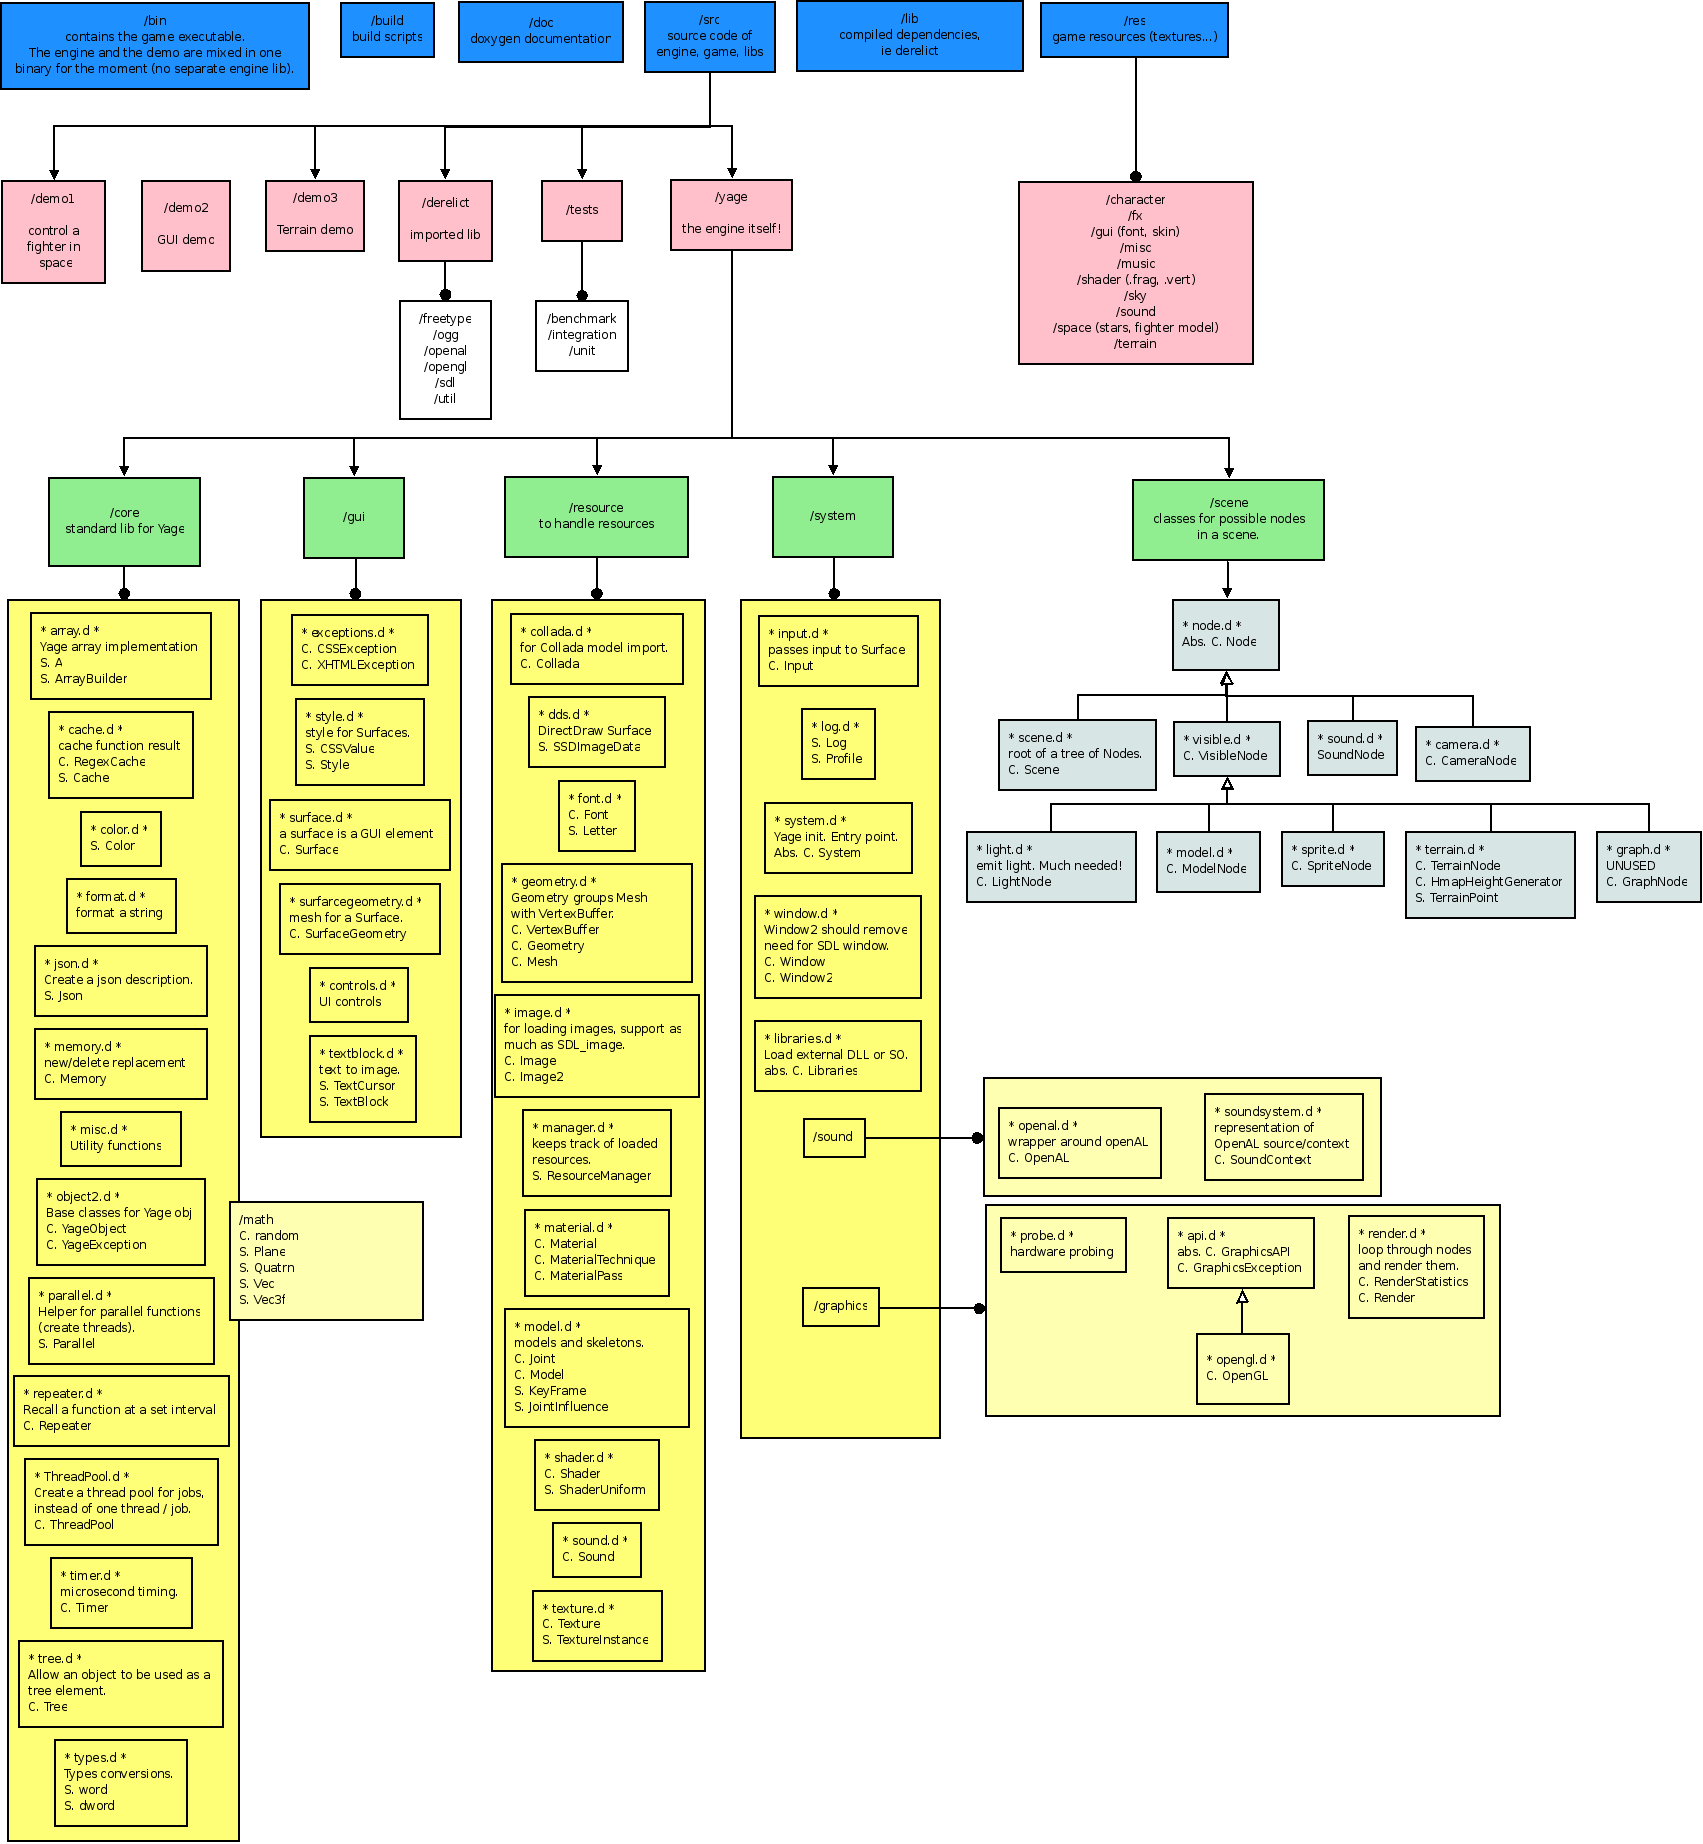 /bin
contains the game executable.
The engine and the demo are mixed in one
binary for the moment (no separate engine lib).
/build
build scripts
/doc
doxygen documentation
/src
source code of
engine, game, libs
/lib
compiled dependencies,
ie derelict
/res
game resources (textures...)
/demo1
control a
fighter in
space
/demo2
GUI demo
/demo3
Terrain demo
/derelict
imported lib
/tests
/yage
the engine itself!
/character
/fx
/gui (font, skin)
/misc
/music
/shader (.frag, .vert)
/sky
/sound
/space (stars, fighter model)
/terrain
/freetype
/ogg
/openal
/opengl
/sdl
/util
/benchmark
/integration
/unit
/core
standard lib for Yage
/gui
/resource
to handle resources
/system
/scene
classes for possible nodes
in a scene.
* array.d *
Yage array implementation
S. A
S. ArrayBuilder
* cache.d *
cache function result
C. RegexCache
S. Cache
* color.d *
S. Color
* format.d *
format a string
* json.d *
Create a json description.
S. Json
* memory.d *
new/delete replacement
C. Memory
* misc.d *
Utility functions
* object2.d *
Base classes for Yage obj
C. YageObject
C. YageException
* parallel.d *
Helper for parallel functions
(create threads).
S. Parallel
* repeater.d *
Recall a function at a set interval
C. Repeater
* ThreadPool.d *
Create a thread pool for jobs,
instead of one thread / job.
C. ThreadPool
* timer.d *
microsecond timing.
C. Timer
* tree.d *
Allow an object to be used as a
tree element.
C. Tree
* types.d *
Types conversions.
S. word
S. dword
/math
C. random
S. Plane
S. Quatrn
S. Vec
S. Vec3f
* exceptions.d *
C. CSSException
C. XHTMLException
* style.d *
style for Surfaces.
S. CSSValue
S. Style
* surface.d *
a surface is a GUI element
C. Surface
* surfarcegeometry.d *
mesh for a Surface.
C. SurfaceGeometry
* controls.d *
UI controls
* textblock.d *
text to image.
S. TextCursor
S. TextBlock
* collada.d *
for Collada model import.
C. Collada
* dds.d *
DirectDraw Surface
S. SSDImageData
* font.d *
C. Font
S. Letter
* geometry.d *
Geometry groups Mesh
with VertexBuffer.
C. VertexBuffer
C. Geometry
C. Mesh
* image.d *
for loading images, support as
much as SDL_image.
C. Image
C. Image2
* manager.d *
keeps track of loaded
resources.
S. ResourceManager
* material.d *
C. Material
C. MaterialTechnique
C. MaterialPass
* model.d *
models and skeletons.
C. Joint
C. Model
S. KeyFrame
S. JointInfluence
* shader.d *
C. Shader
S. ShaderUniform
* sound.d *
C. Sound
* texture.d *
C. Texture
S. TextureInstance
* input.d *
passes input to Surface
C. Input
* log.d *
S. Log
S. Profile
* system.d *
Yage init. Entry point.
Abs. C. System
* window.d *
Window2 should remove
need for SDL window.
C. Window
C. Window2
* libraries.d *
Load external DLL or SO.
abs. C. Libraries
/sound
/graphics
* openal.d *
wrapper around openAL
C. OpenAL
* soundsystem.d *
representation of
OpenAL source/context
C. SoundContext
* probe.d *
hardware probing
* api.d *
abs. C. GraphicsAPI
C. GraphicsException
* render.d *
loop through nodes
and render them.
C. RenderStatistics
C. Render
* opengl.d *
C. OpenGL
* node.d *
Abs. C. Node
* scene.d *
root of a tree of Nodes.
C. Scene
* visible.d *
C. VisibleNode
* sound.d *
SoundNode
* camera.d *
C. CameraNode
* light.d *
emit light. Much needed!
C. LightNode
* model.d *
C. ModelNode
* sprite.d *
C. SpriteNode
* terrain.d *
C. TerrainNode
C. HmapHeightGenerator
S. TerrainPoint
* graph.d *
UNUSED
C. GraphNode